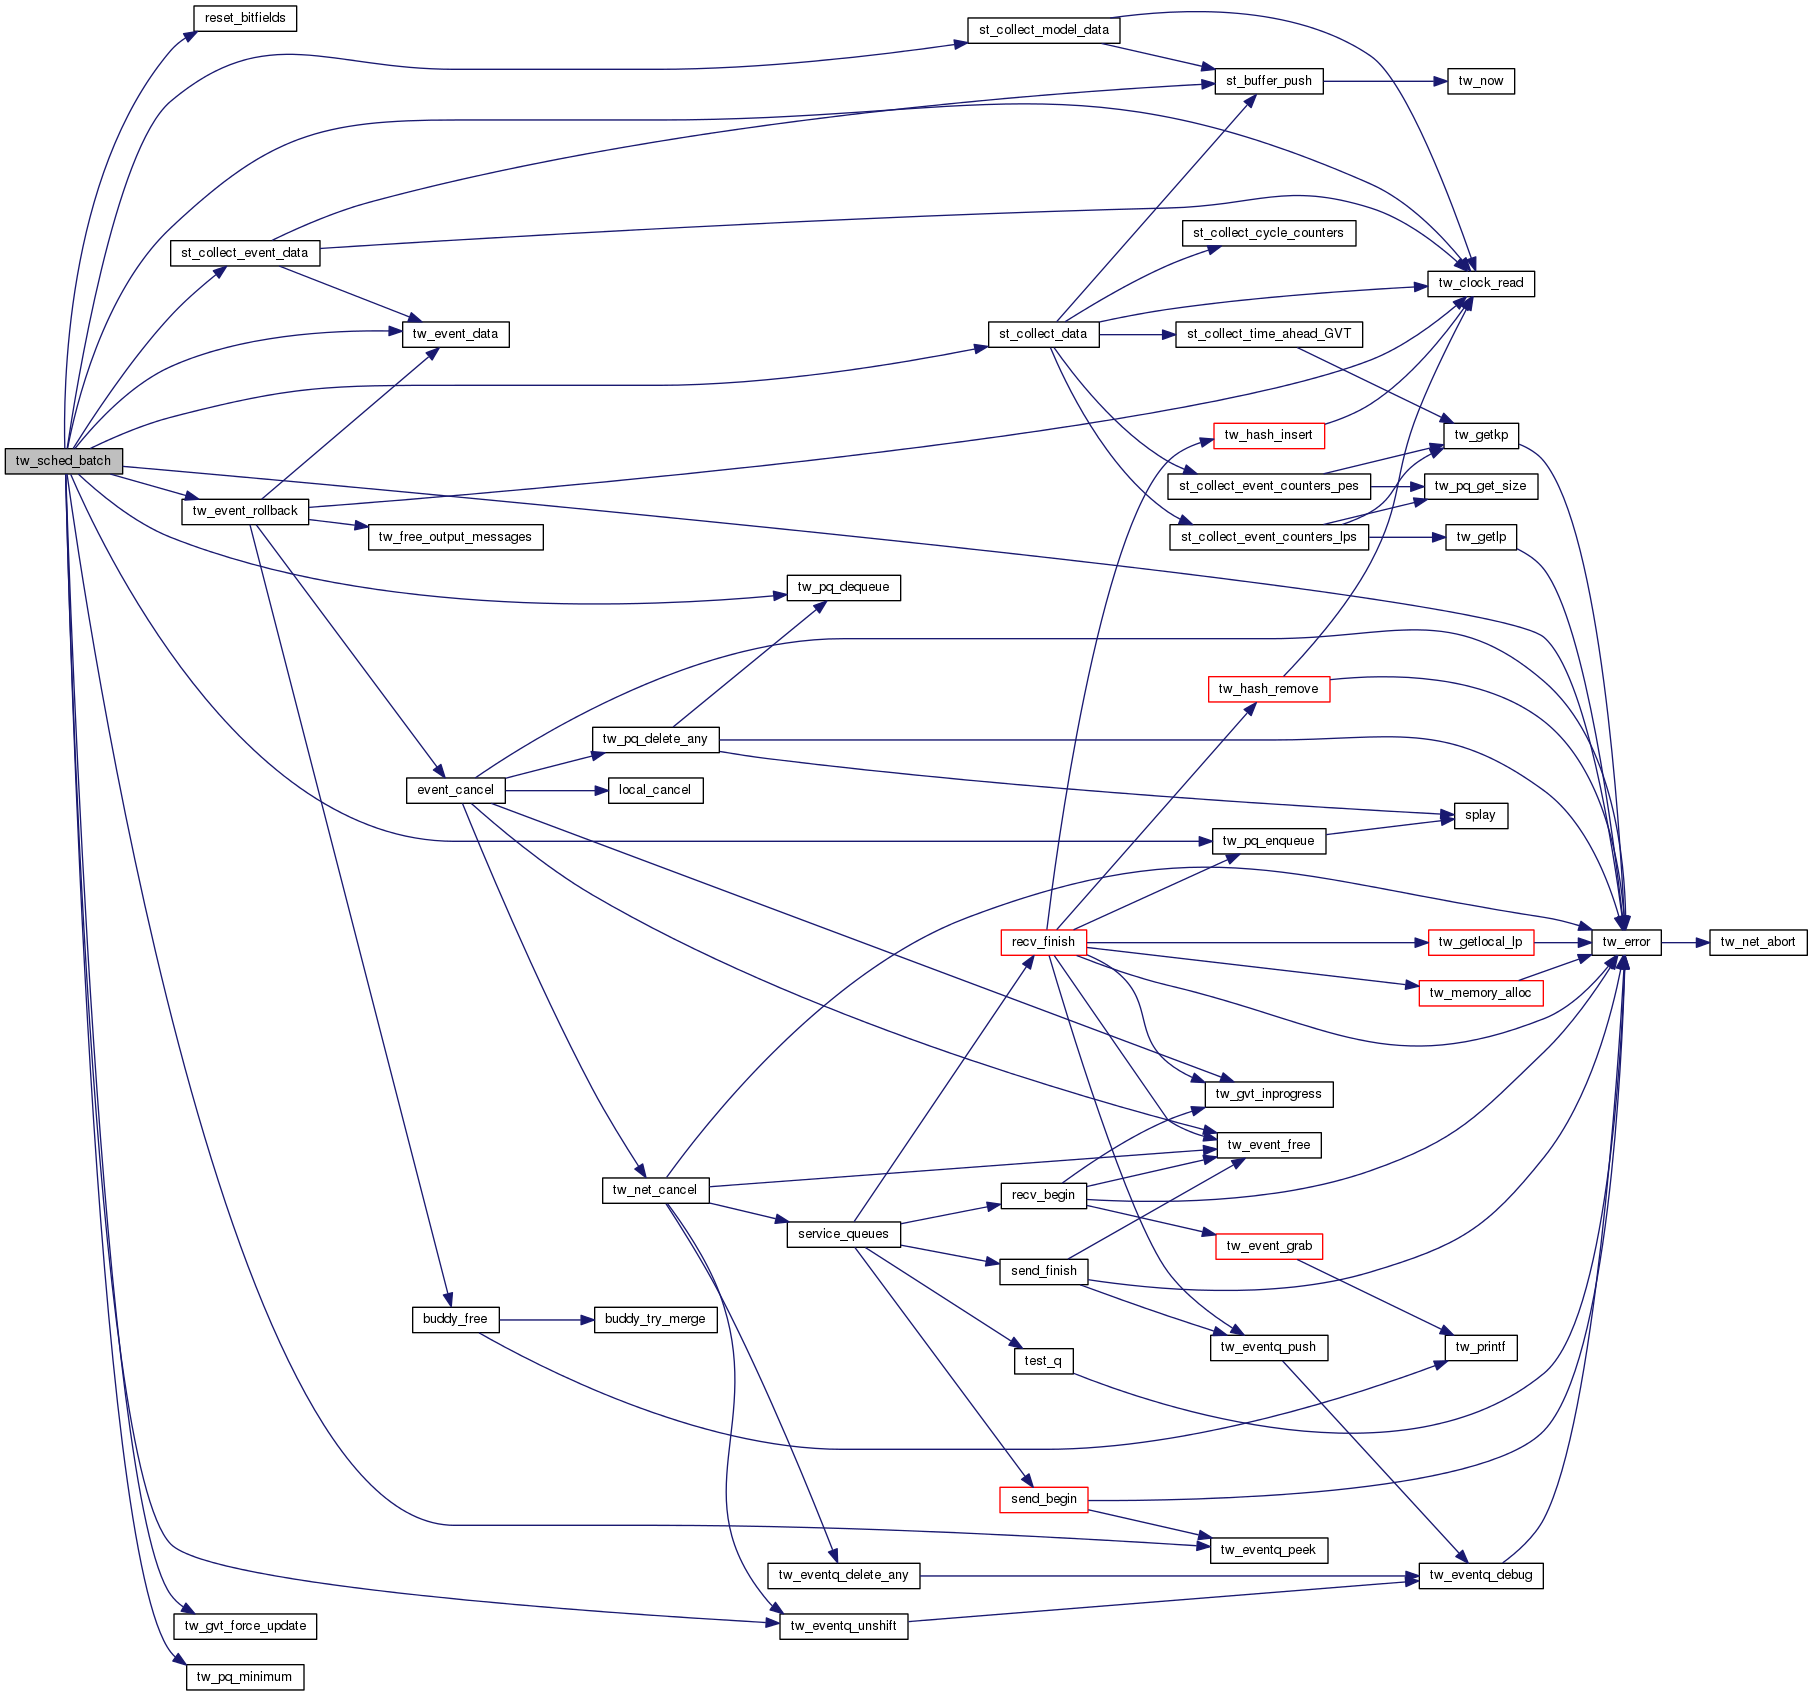 reset_bitfields
st_collect_model_data
st_buffer_push
tw_now
st_collect_cycle_counters
st_collect_event_data
tw_clock_read
tw_event_data
st_collect_data
st_collect_time_ahead_GVT
tw_hash_insert
tw_getkp
tw_sched_batch
st_collect_event_counters_pes
tw_pq_get_size
tw_event_rollback
tw_free_output_messages
st_collect_event_counters_lps
tw_getlp
tw_pq_dequeue
tw_hash_remove
tw_pq_delete_any
event_cancel
local_cancel
splay
tw_pq_enqueue
recv_finish
tw_getlocal_lp
tw_error
tw_net_abort
tw_memory_alloc
tw_gvt_inprogress
tw_event_free
tw_net_cancel
recv_begin
service_queues
tw_event_grab
send_finish
buddy_free
buddy_try_merge
tw_eventq_push
tw_printf
test_q
send_begin
tw_eventq_peek
tw_eventq_delete_any
tw_eventq_debug
tw_gvt_force_update
tw_eventq_unshift
tw_pq_minimum